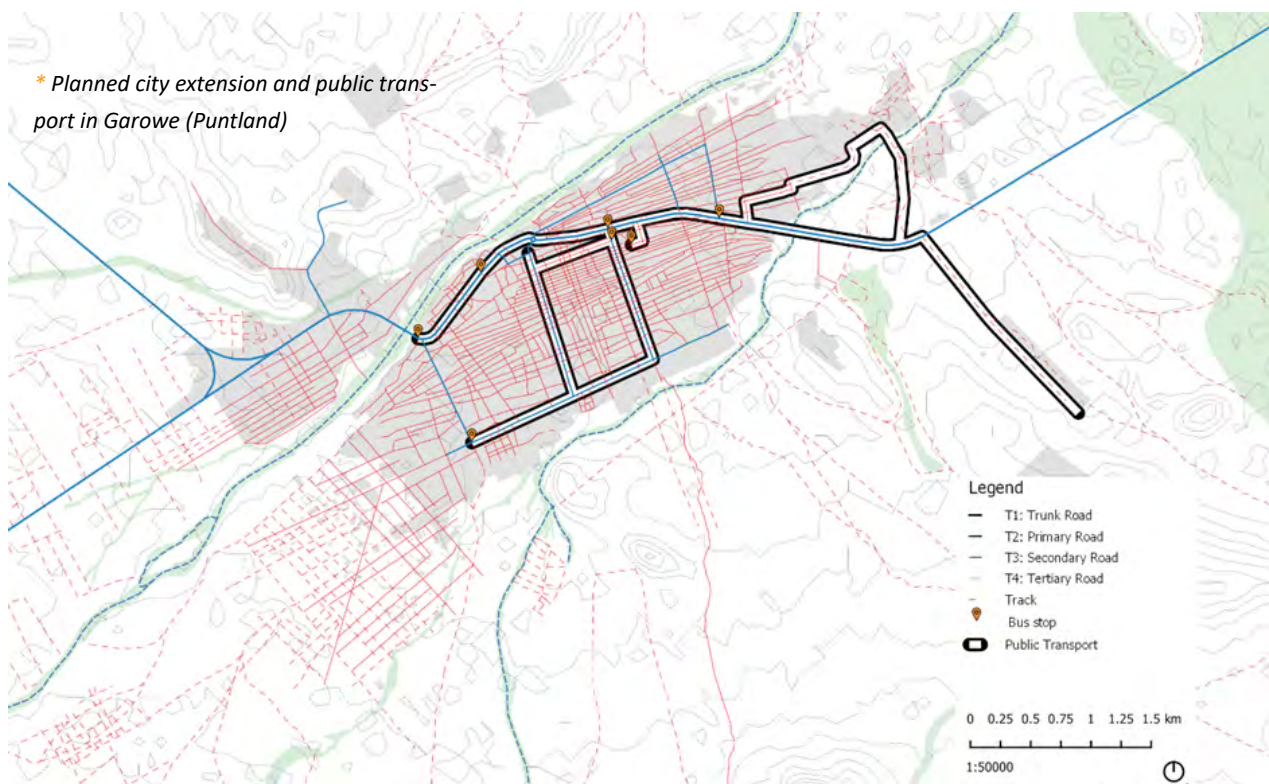 * Planned city extension and public trans-
port in Garowe (Puntland)
Legend
T1: Trunk Road
T2: Primary Road
T3: Secondary Road
T4: Tertiary Road
Track
Bus stop
Public Transport
0 0.25 0.5 0.75 1 1.25 1.5 km
1:50000